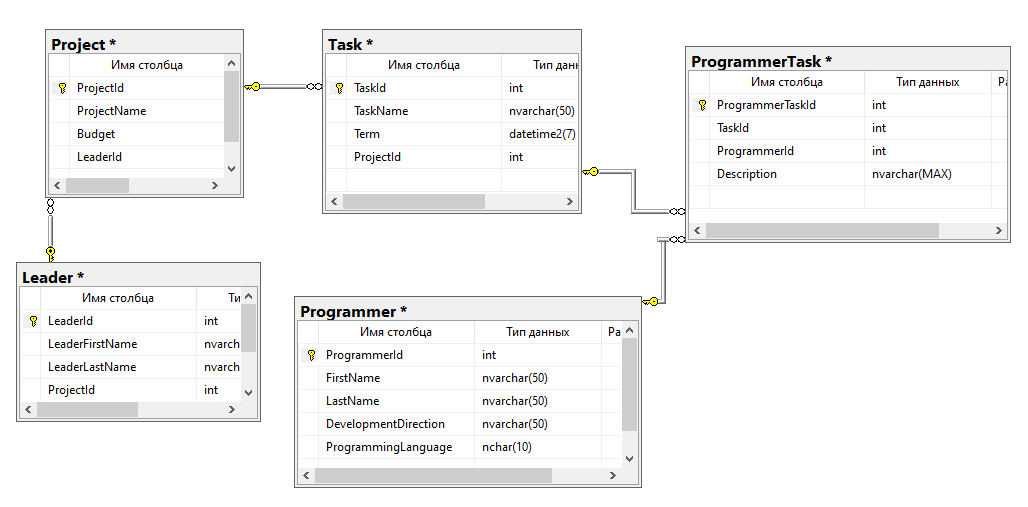 Project *
Имя столбца
ProjectId
ProjectName
Budget
LeaderId
Task *
Имя столбца Тип данн
TaskId int
TaskName nvarchar(50)
Term datetime2(7)
ProjectId int
ProgrammerTask *
Имя столбца Тип данных Ра
ProgrammerTaskId int
TaskId int
ProgrammerId int
Description nvarchar(MAX)
Leader *
Имя столбца Ти
LeaderId int
LeaderFirstName nvarch
LeaderLastName nvarch
ProjectId int
Programmer *
Имя столбца Тип данных Ра
ProgrammerId int
FirstName nvarchar(50)
LastName nvarchar(50)
DevelopmentDirection nvarchar(50)
ProgrammingLanguage nchar(10)